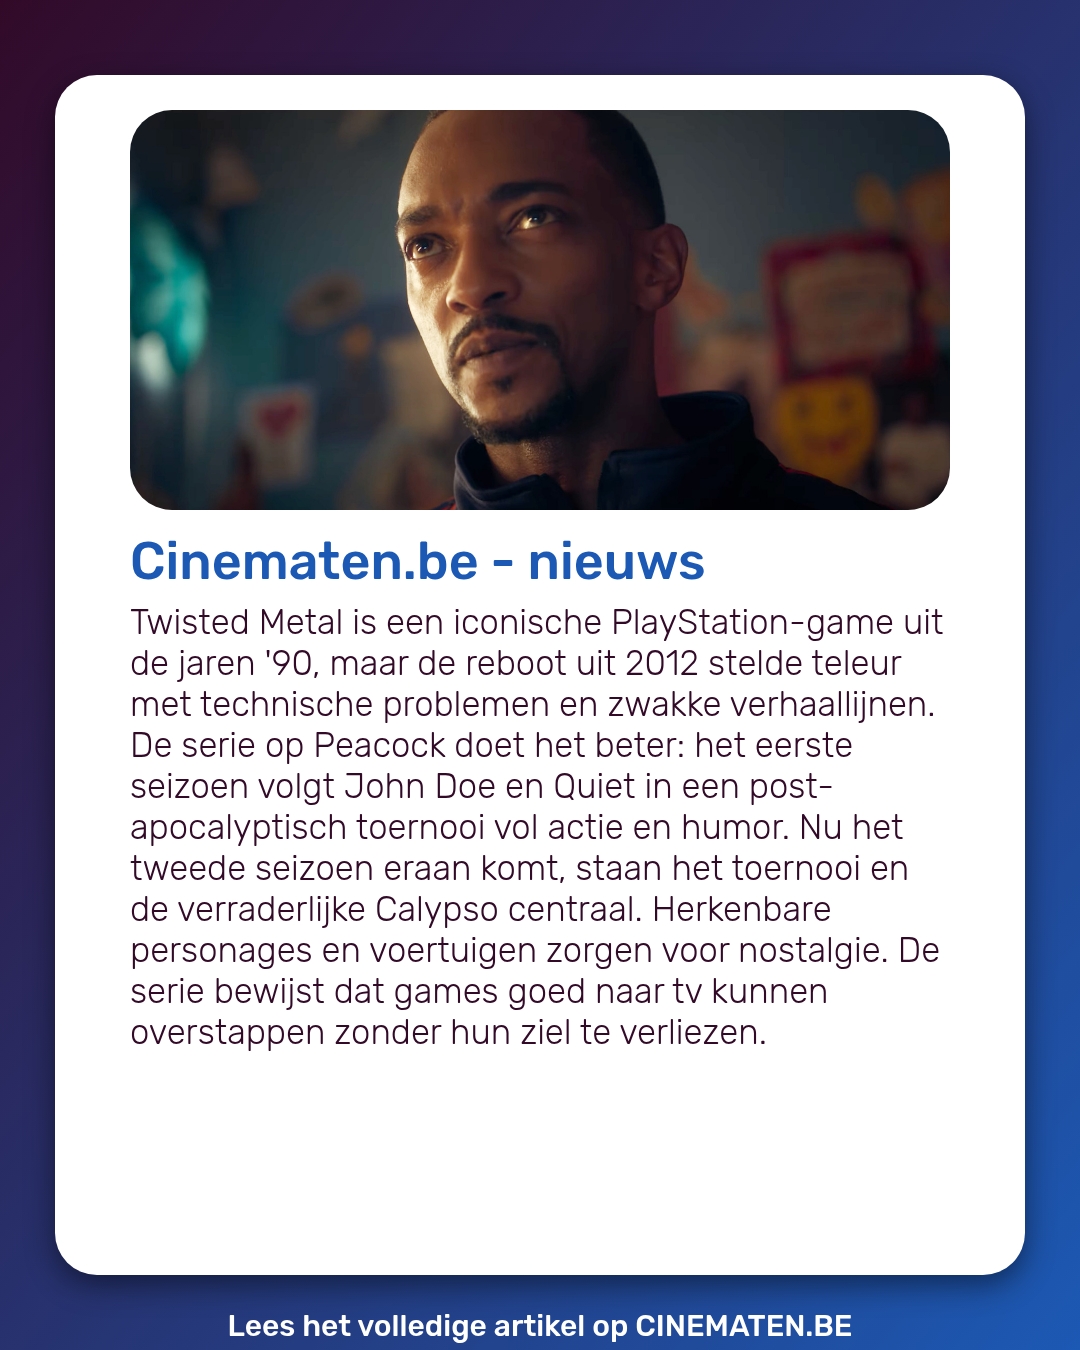 Cinematen.be - nieuws
Twisted Metal is een iconische PlayStation-game uit
de jaren '90, maar de reboot uit 2012 stelde teleur
met technische problemen en zwakke verhaallijnen.
De serie op Peacock doet het beter: het eerste
seizoen volgt John Doe en Quiet in een post-
apocalyptisch toernooi vol actie en humor. Nu het
tweede seizoen eraan komt, staan het toernooi en
de verraderlijke Calypso centraal. Herkenbare
personages en voertuigen zorgen voor nostalgie. De
serie bewijst dat games goed naar tv kunnen
overstappen zonder hun ziel te verliezen.
Lees het volledige artikel op CINEMATEN.BE